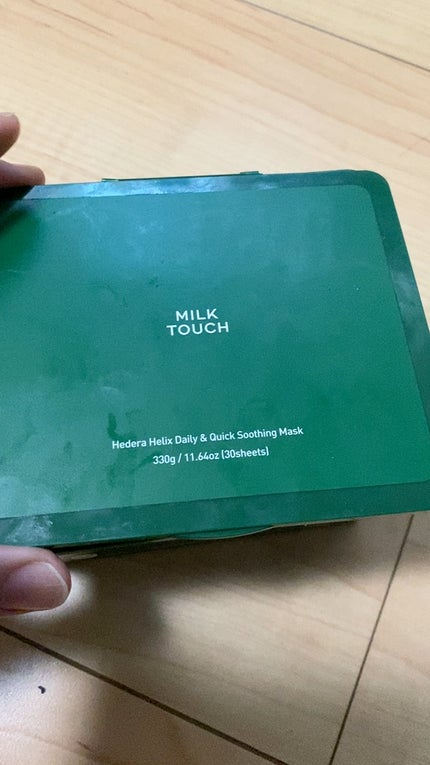 MILK
TOUCH
Hedera Helix Daily & Quick Soothing Mask
330g / 11.64oz (30sheets)